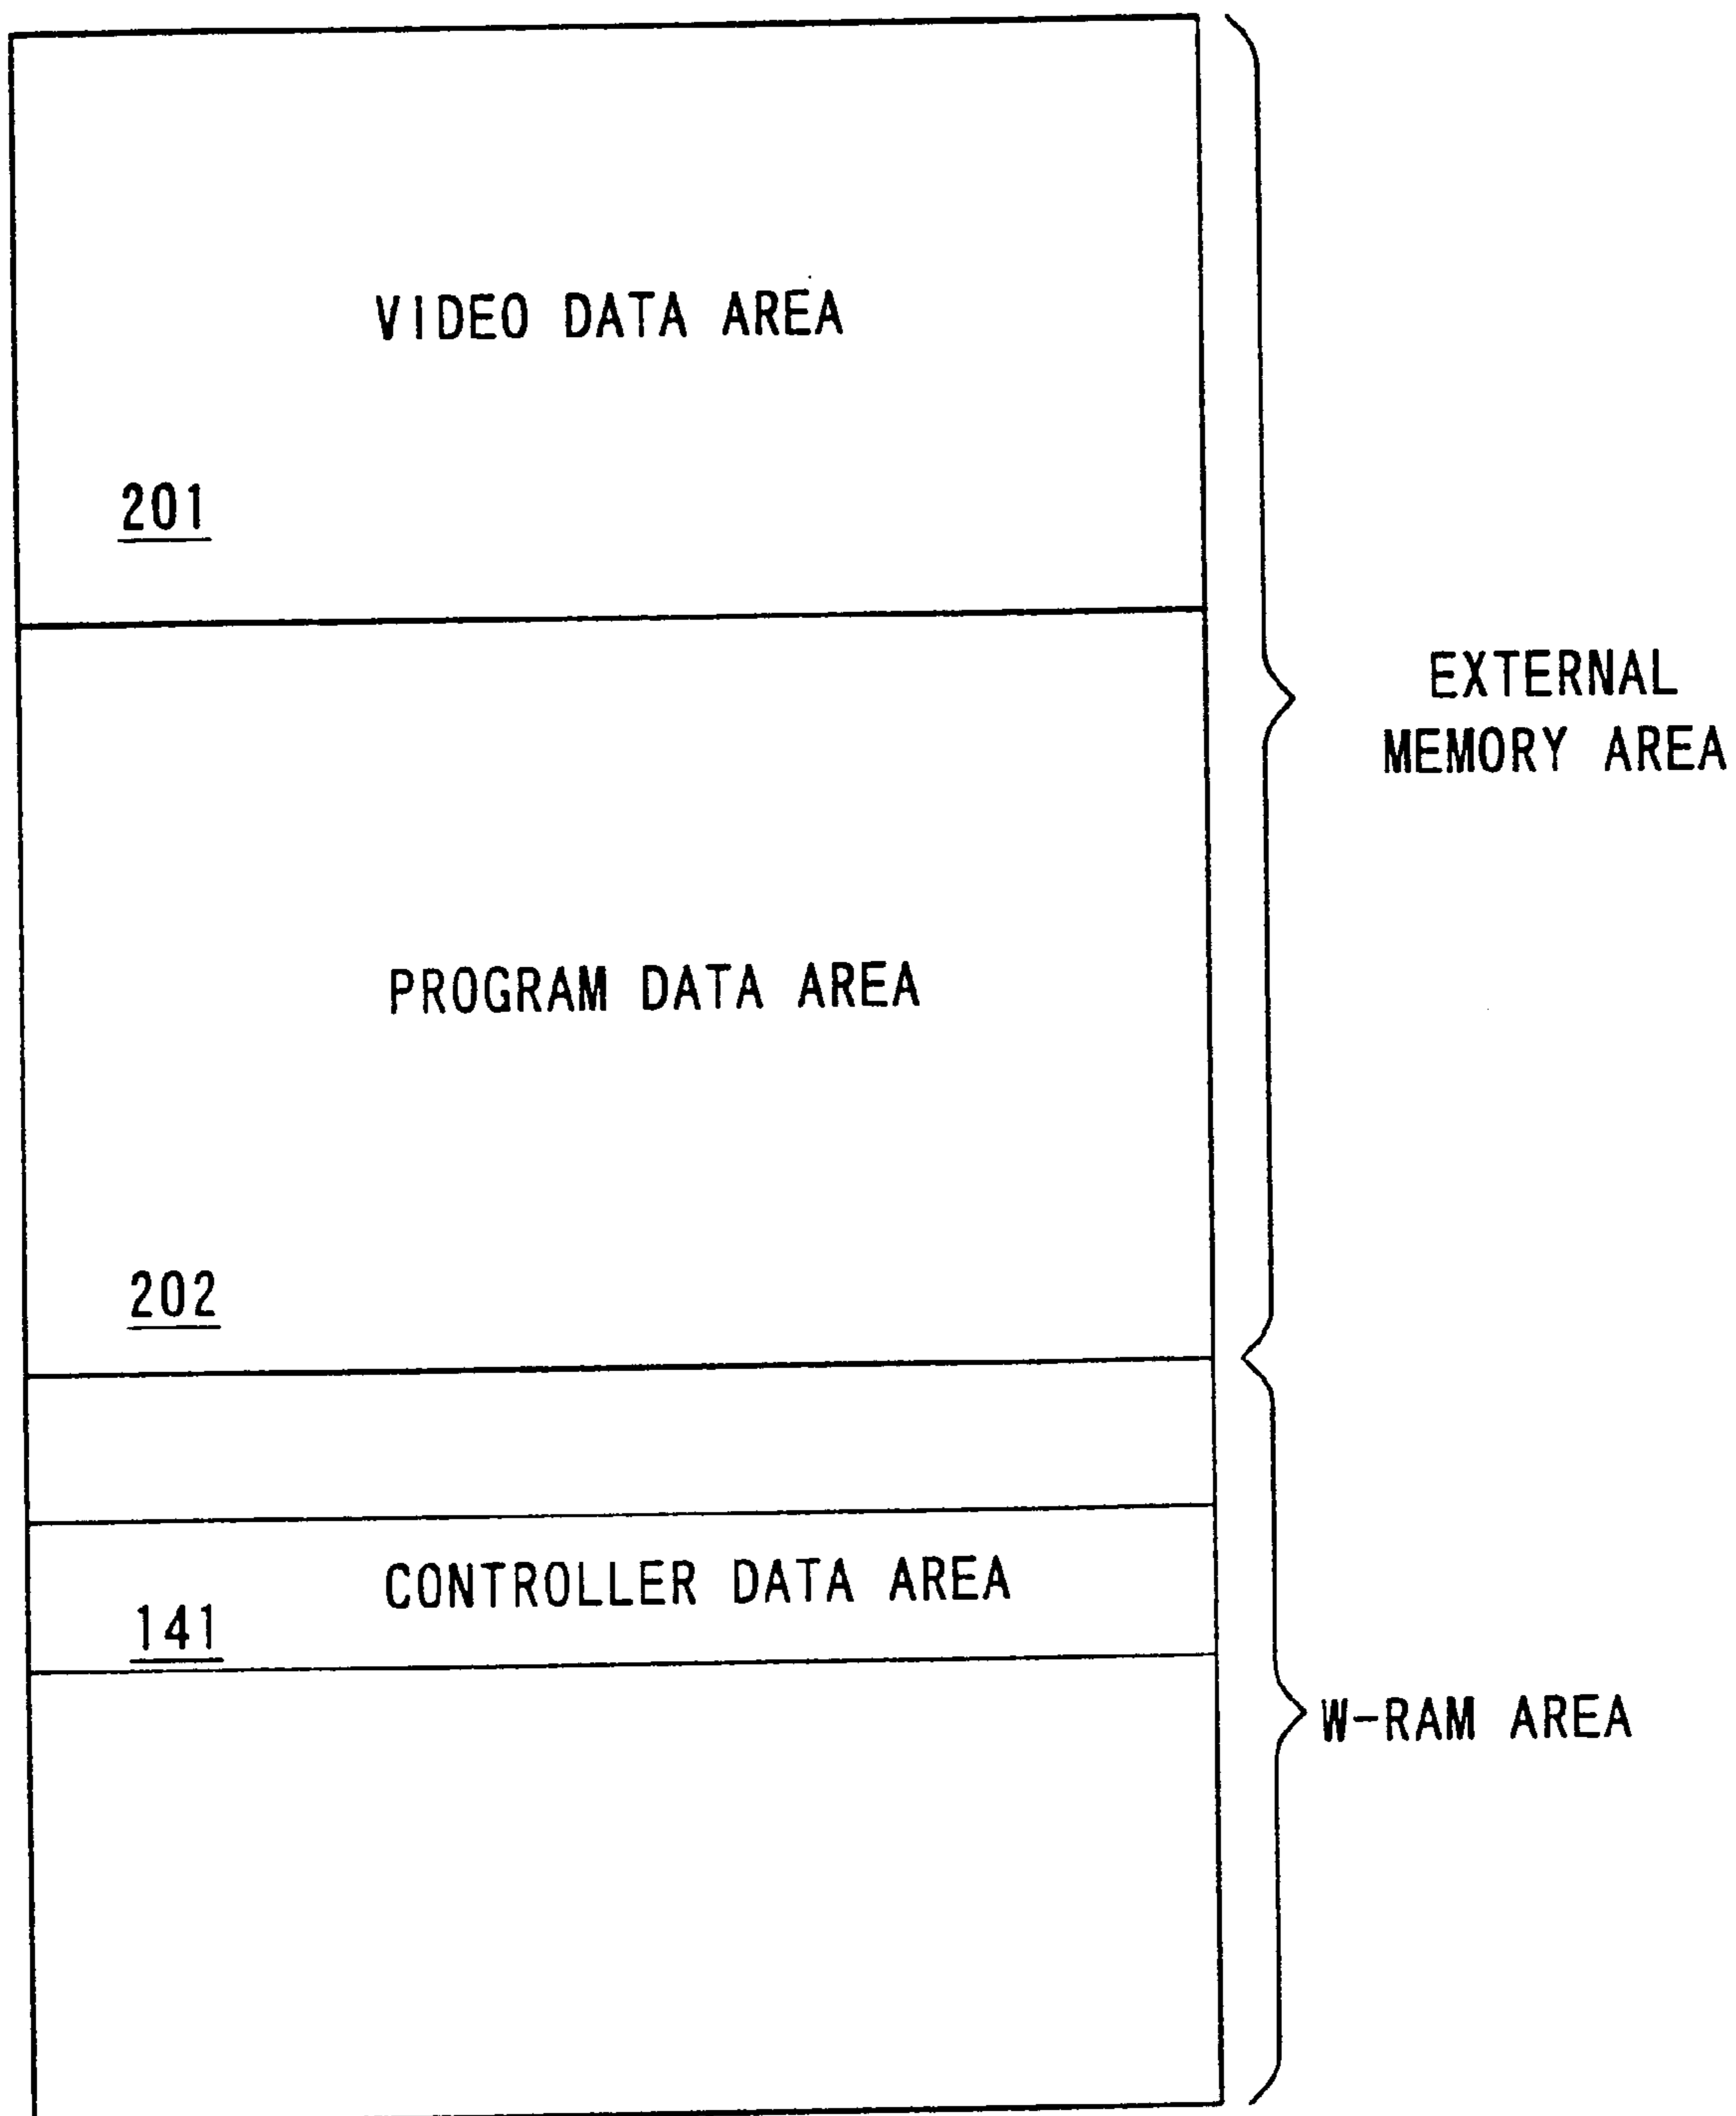 VIDEO DATA AREA
201
EXTERNAL
MEMORY AREA
PROGRAM DATA AREA
202
CONTROLLER DATA AREA
141
W-RAM AREA